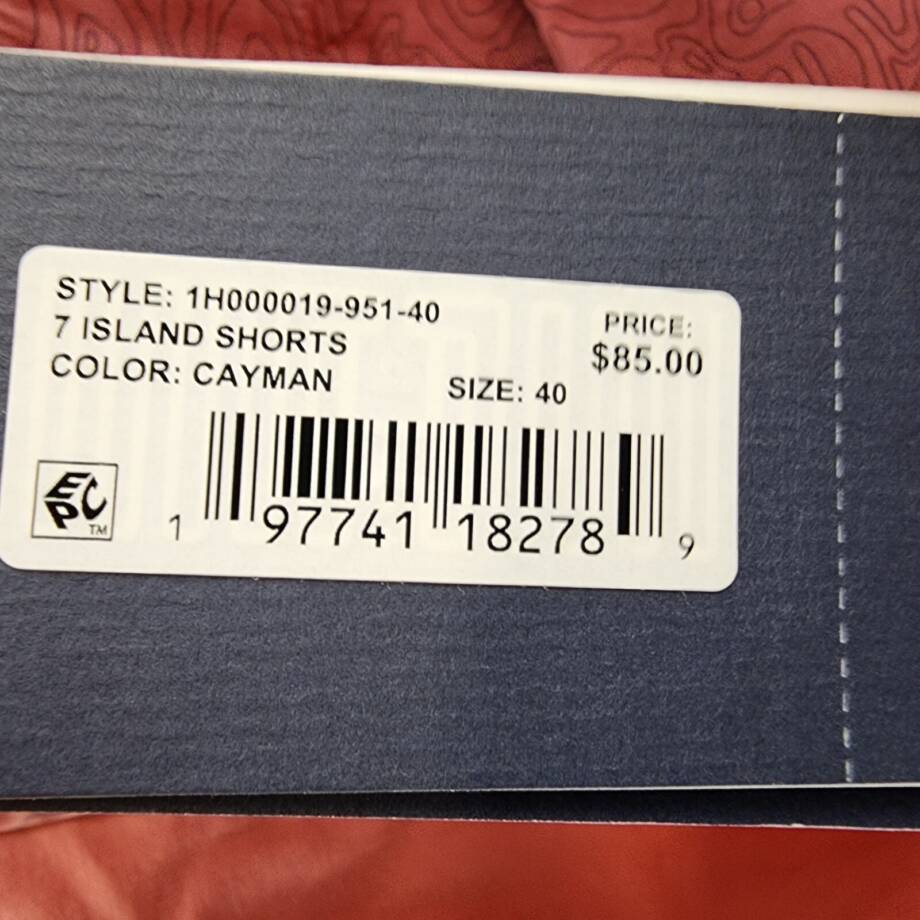 STYLE: 1H000019-951-40
7 ISLAND SHORTS
COLOR: CAYMAN
SIZE: 40
PRICE:
$85.00
EPC TM
1 97741 18278 9